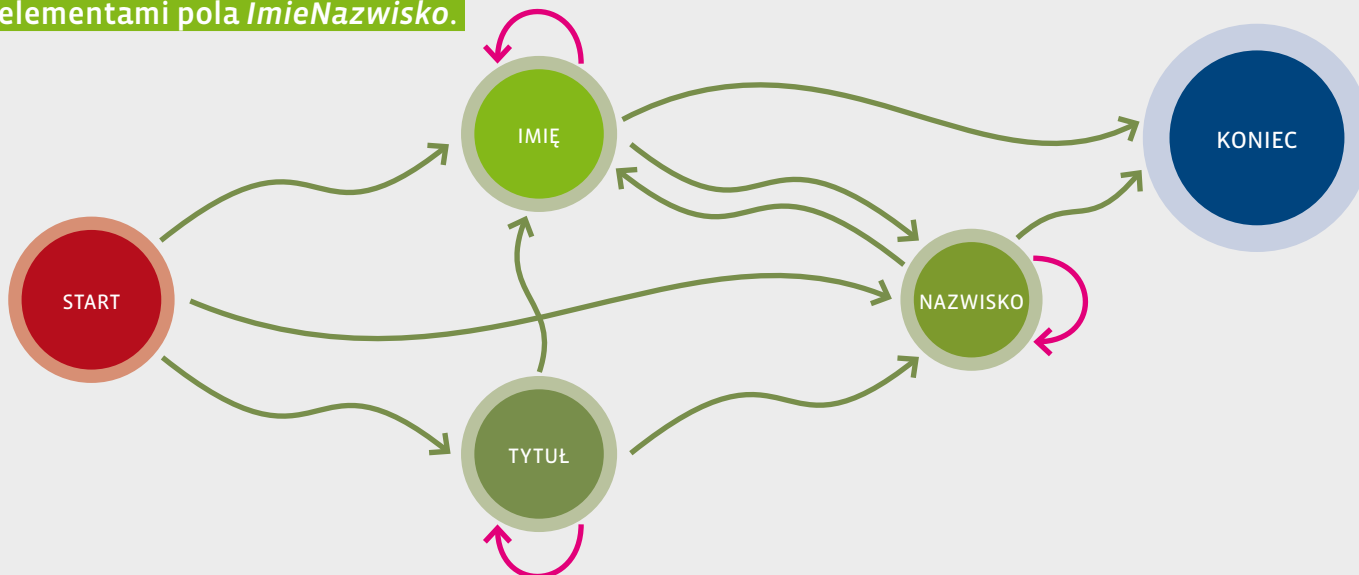 elementami pola ImieNazwisko.
IMIĘ
KONIEC
START
NAZWISKO
TYTUŁ